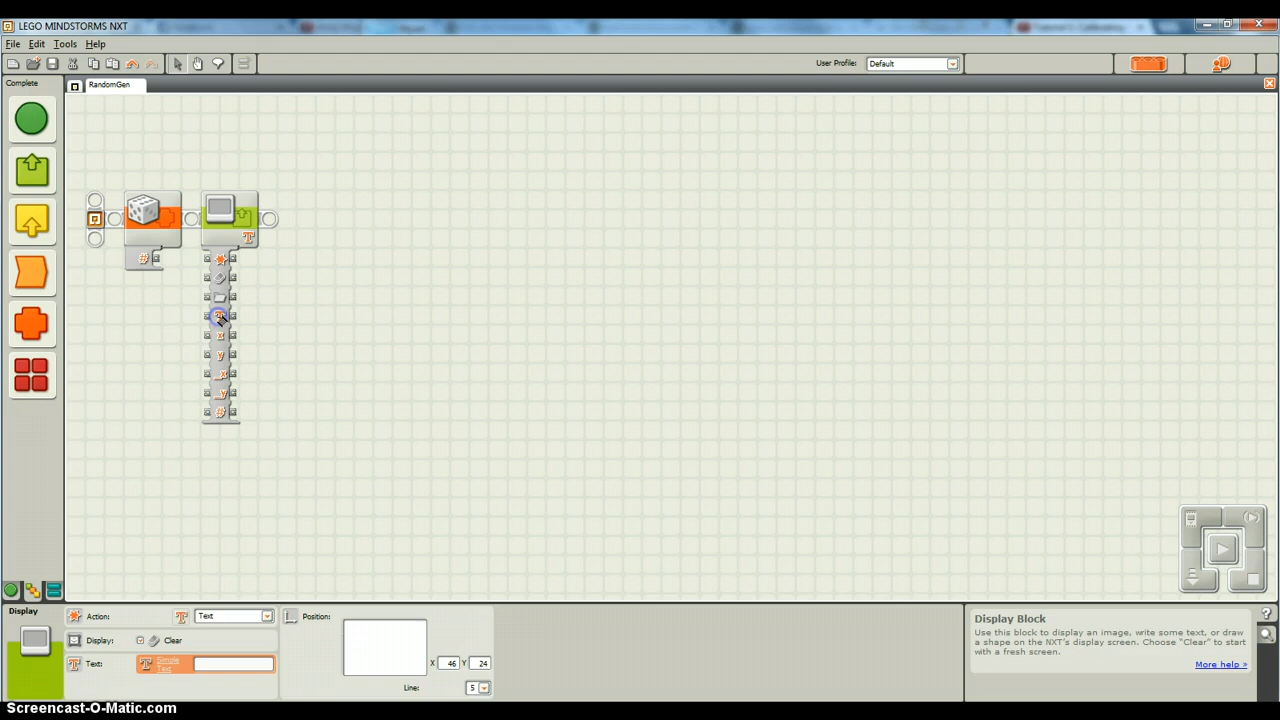 LEGO MINDSTORMS NXT
File Edit Tools Help
User Profile: Default
Complete
RandomGen
#
T
T
x
y
x
y
#
Display
Action: T Text
Display: Clear
T Text: T Simple Text
Position:
X 46 Y 24
Line: 5
Display Block
Use this block to display an image, write some text, or draw
a shape on the NXT's display screen. Choose "Clear" to start
with a fresh screen.
More help »
Screencast-O-Matic.com